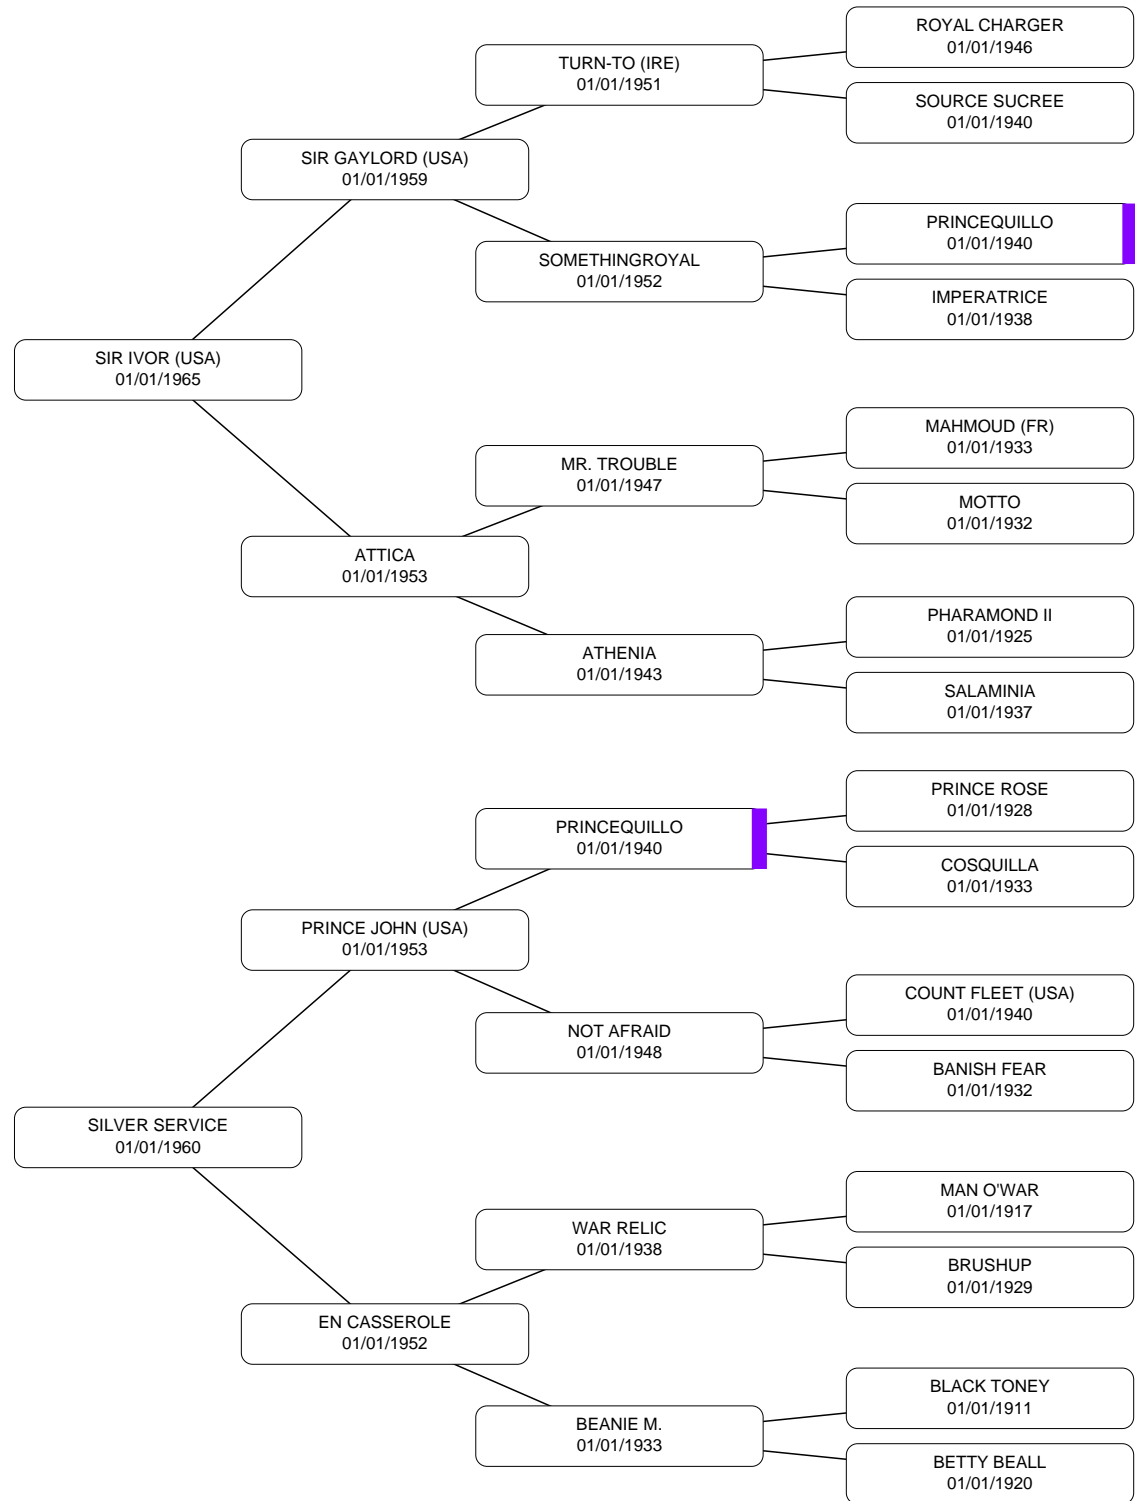 ROYAL CHARGER
01/01/1946
TURN-TO (IRE)
01/01/1951
SOURCE SUCREE
01/01/1940
SIR GAYLORD (USA)
01/01/1959
PRINCEQUILLO
01/01/1940
SOMETHINGROYAL
01/01/1952
IMPERATRICE
01/01/1938
SIR IVOR (USA)
01/01/1965
MAHMOUD (FR)
01/01/1933
MR. TROUBLE
01/01/1947
MOTTO
01/01/1932
ATTICA
01/01/1953
PHARAMOND II
01/01/1925
ATHENIA
01/01/1943
SALAMINIA
01/01/1937
PRINCE ROSE
01/01/1928
PRINCEQUILLO
01/01/1940
COSQUILLA
01/01/1933
PRINCE JOHN (USA)
01/01/1953
COUNT FLEET (USA)
01/01/1940
NOT AFRAID
01/01/1948
BANISH FEAR
01/01/1932
SILVER SERVICE
01/01/1960
MAN O'WAR
01/01/1917
WAR RELIC
01/01/1938
BRUSHUP
01/01/1929
EN CASSEROLE
01/01/1952
BLACK TONEY
01/01/1911
BEANIE M.
01/01/1933
BETTY BEALL
01/01/1920